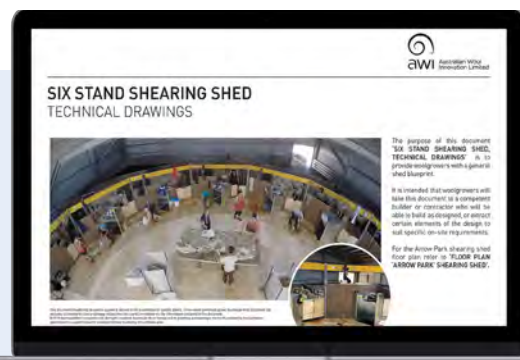 awi Australian Wool
Innovation Limited
SIX STAND SHEARING SHED
TECHNICAL DRAWINGS
The purpose of this document
"SIX STAND SHEARING SHED,
TECHNICAL DRAWINGS" is to
provide woolgrowers with a general
shed blueprint.
It is intended that woolgrowers will
take this document to a competent
builder or contractor who will be
able to build as designed, or extract
certain elements of the design to
suit specific on-site requirements.
For the Arrow Park shearing shed
floor plan refer to "FLOOR PLAN
'ARROW PARK' SHEARING SHED".